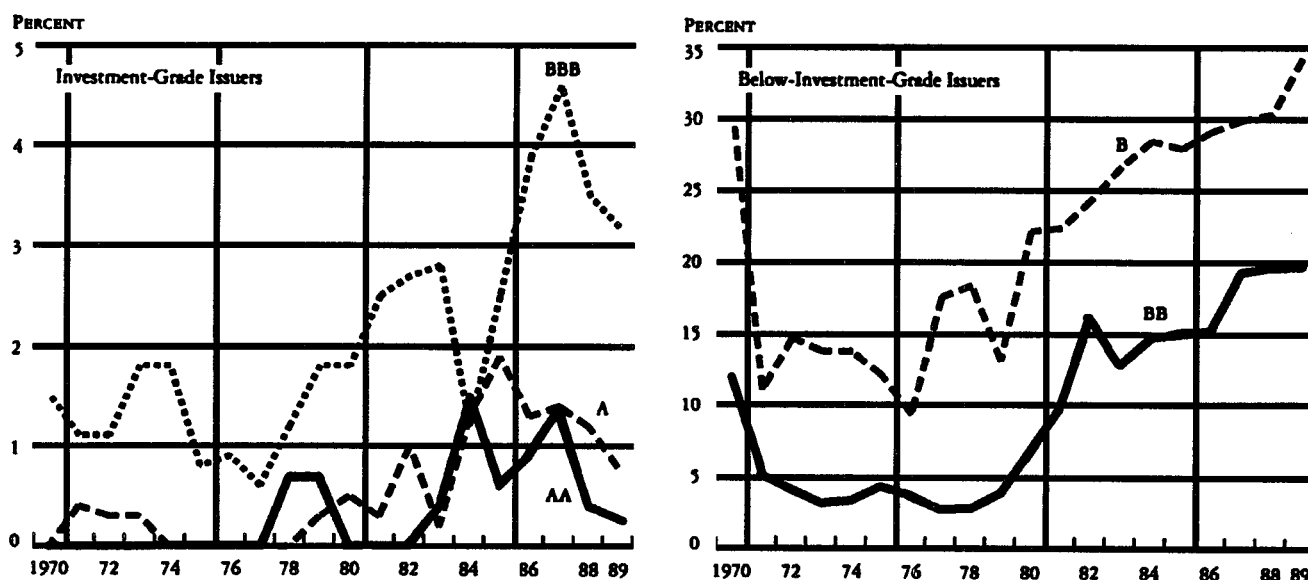 PERCENT
5
Investment-Grade Issuers
BBB
4
3
2
A
1
AA
0
1970 72 74 76 78 80 82 84 86 88 89
PERCENT
35
Below-Investment-Grade Issuers
30
B
25
20
BB
15
10
5
0
1970 72 74 76 78 80 82 84 86 88 89